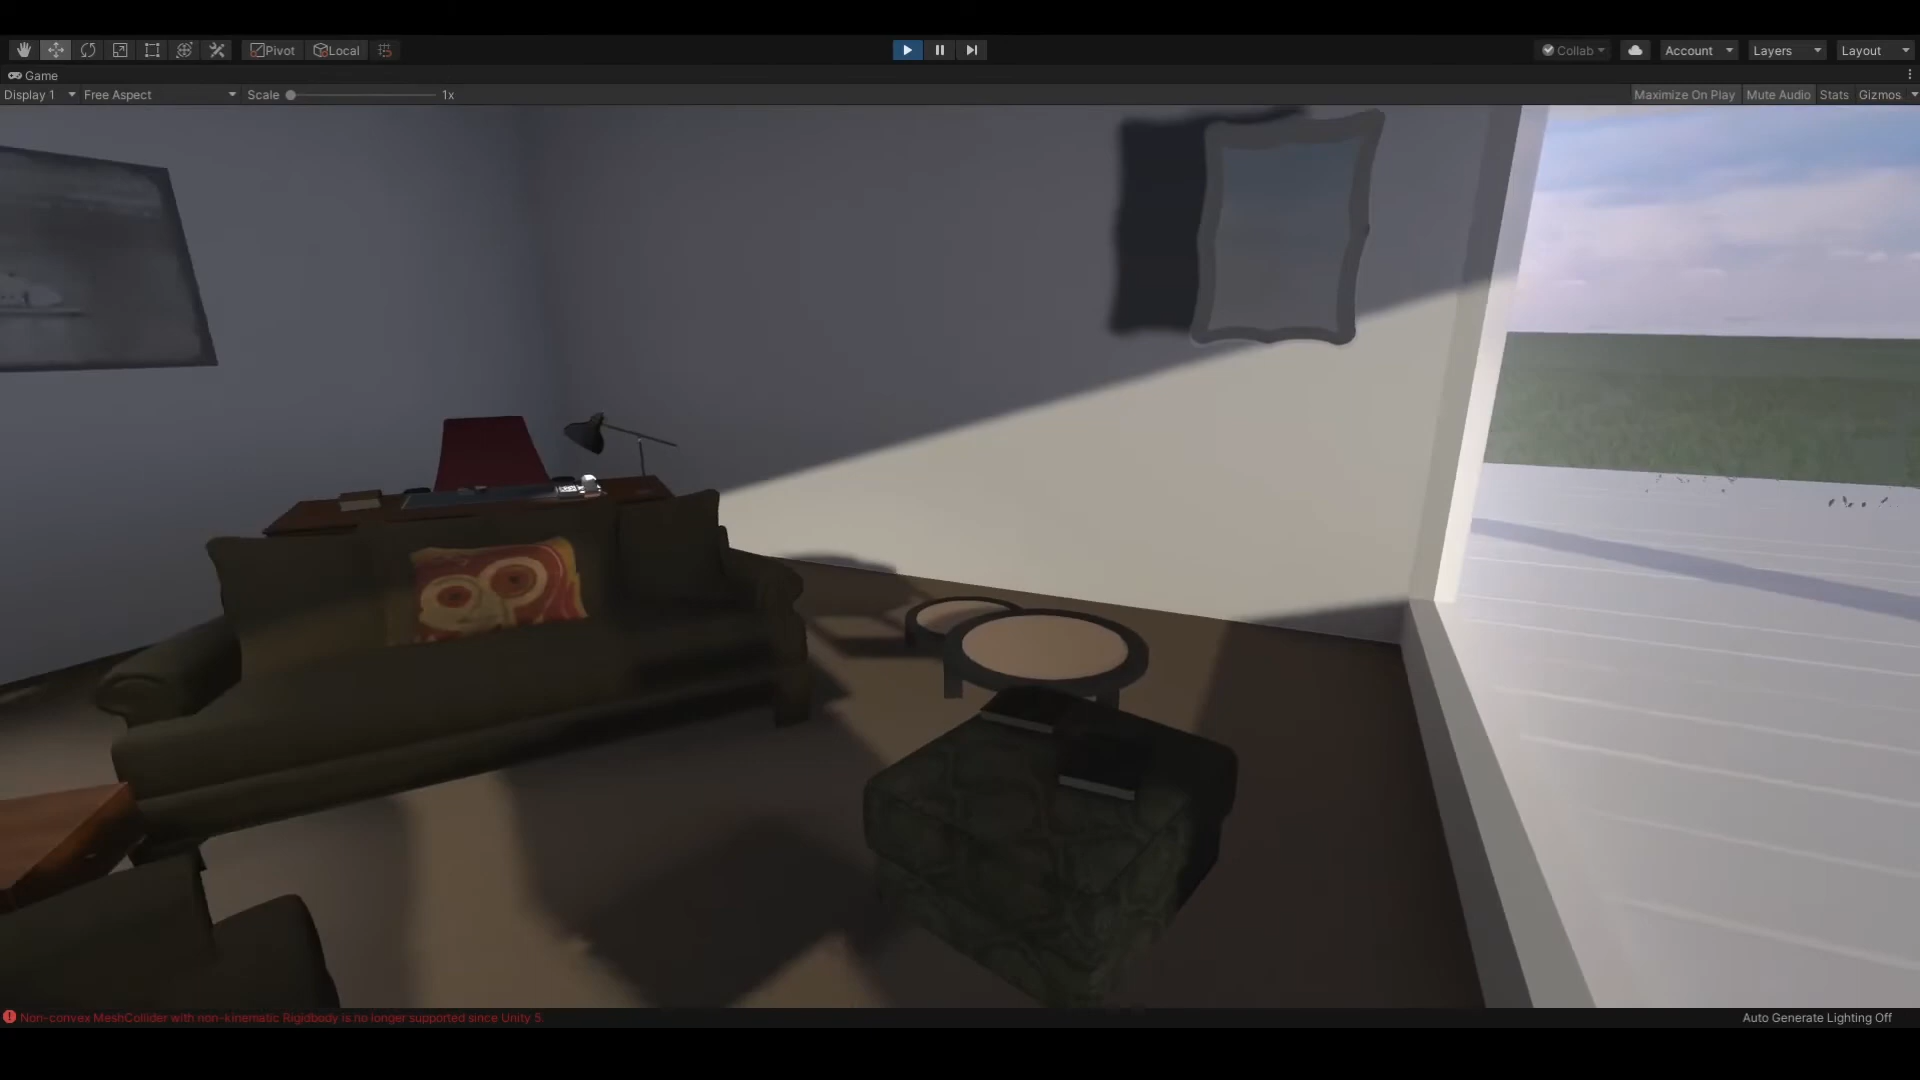 Pivot Local Collab Account Layers Layout
Game
Display 1 Free Aspect Scale 1x Maximize On Play Mute Audio Stats Gizmos
Non-convex MeshCollider with non-kinematic Rigidbody is no longer supported since Unity 5.
Auto Generate Lighting Off